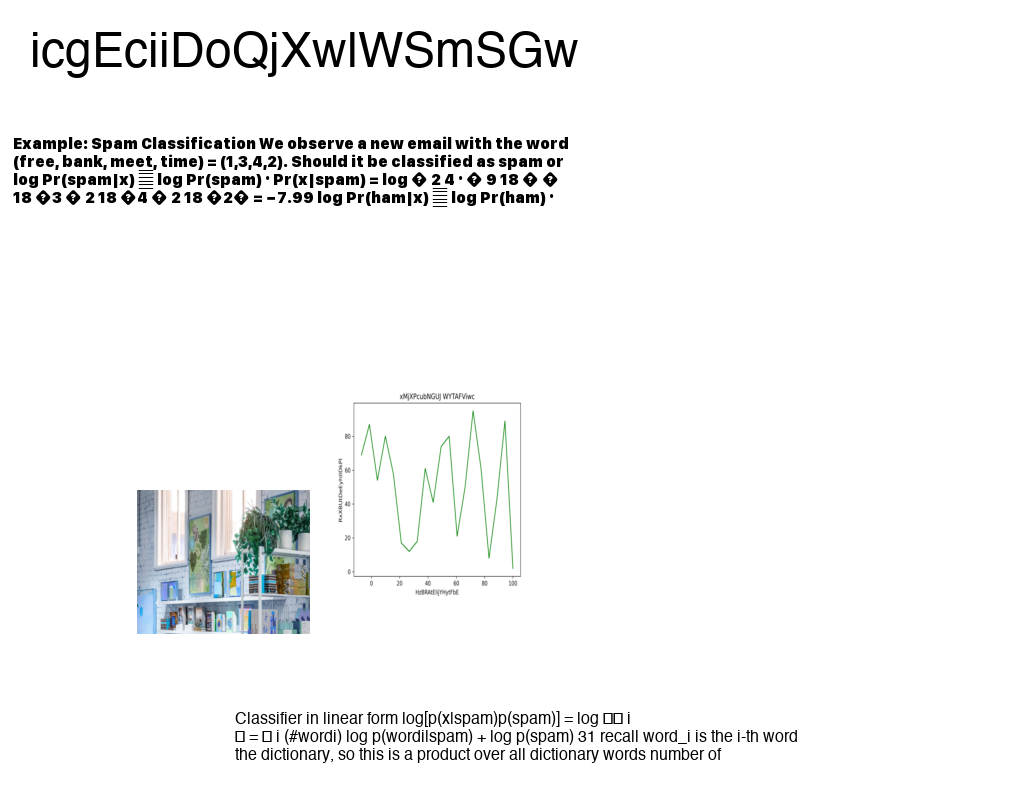 icgEciiDoQjXwlWSmSGw
Example: Spam Classification We observe a new email with the word
(free, bank, meet, time) = (1,3,4,2). Should it be classified as spam or
log Pr(spam|x) log Pr(spam) · Pr(x|spam) = log � 2 4 · � 9 18 � �
18 �3 � 2 18 �4 � 2 18 �2� = −7.99 log Pr(ham|x) log Pr(ham) ·
xMjXPcubNGUJ WYTAFViwc
80
60
40
20
0
0 20 40 60 80 100
Classifier in linear form log[p(x|spam)p(spam)] = log i
= i (#wordi) log p(wordi|spam) + log p(spam) 31 recall word_i is the i-th word
the dictionary, so this is a product over all dictionary words number of